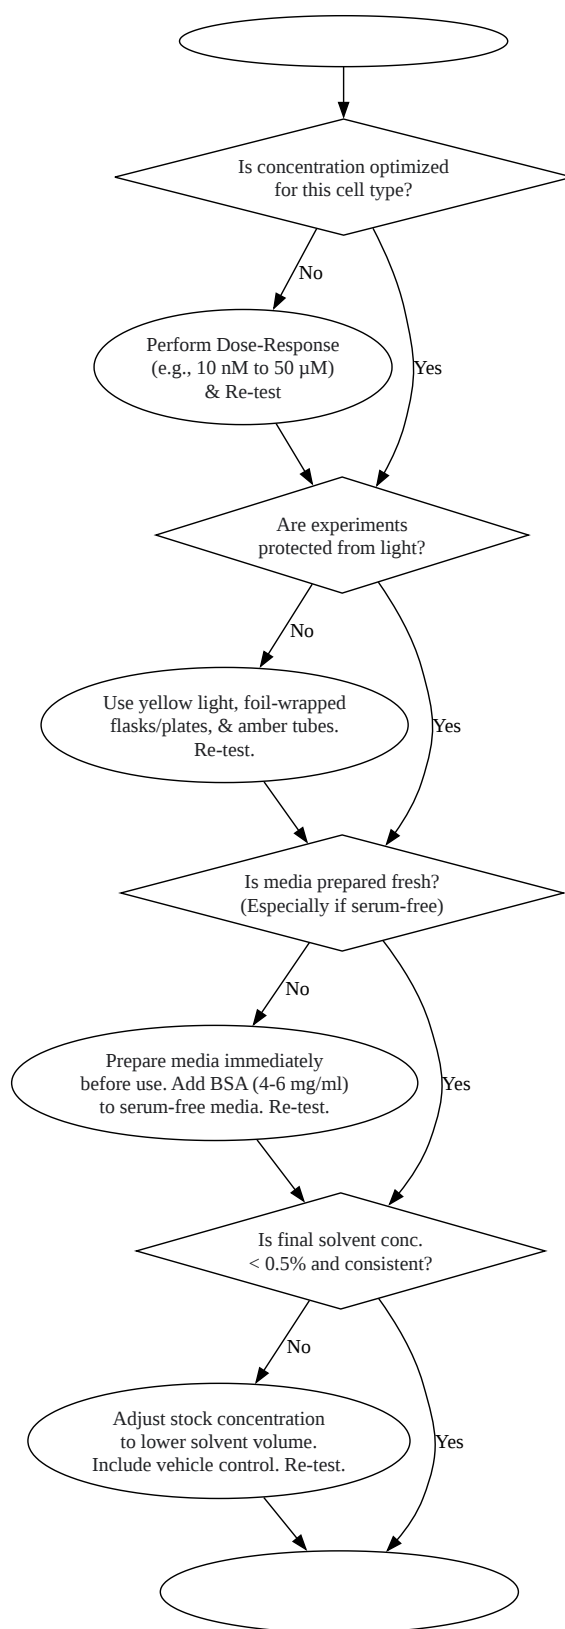 Is concentration optimized
for this cell type?
No
Perform Dose-Response
(e.g., 10 nM to 50 µM)
& Re-test
Yes
Are experiments
protected from light?
No
Use yellow light, foil-wrapped
flasks/plates, & amber tubes.
Re-test.
Yes
Is media prepared fresh?
(Especially if serum-free)
No
Prepare media immediately
before use. Add BSA (4-6 mg/ml)
to serum-free media. Re-test.
Yes
Is final solvent conc.
< 0.5% and consistent?
No
Adjust stock concentration
to lower solvent volume.
Include vehicle control. Re-test.
Yes